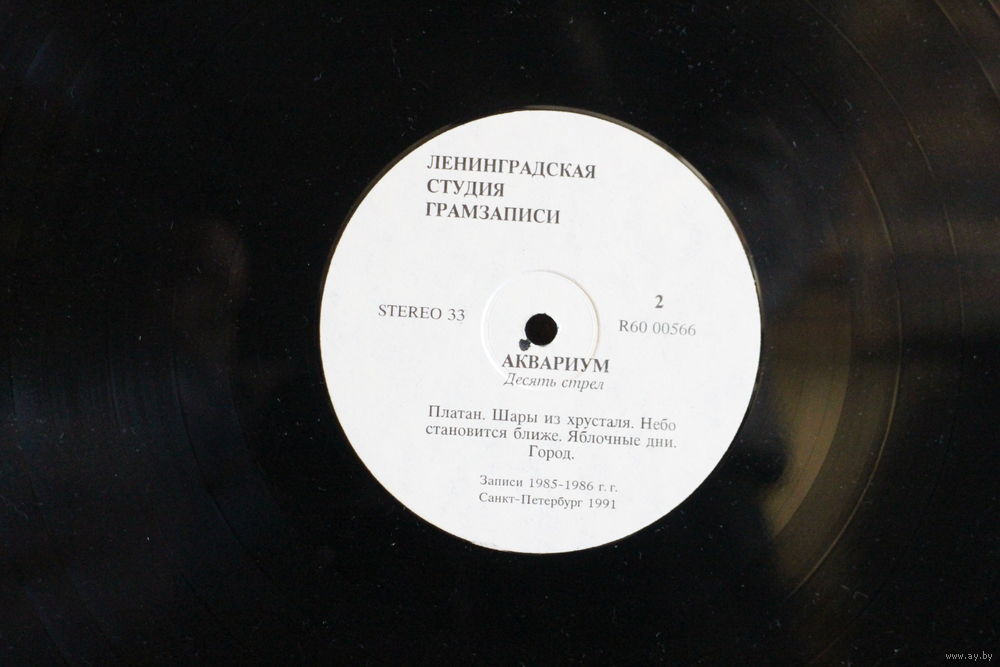 ЛЕНИНГРАДСКАЯ
СТУДИЯ
ГРАМЗАПИСИ
STEREO 33
2
R60 00566
АКВАРИУМ
Десять стрел
Платан. Шары из хрусталя. Небо
становится ближе. Яблочные дни.
Город.
Записи 1985-1986 г. г.
Санкт-Петербург 1991
www.ay.by